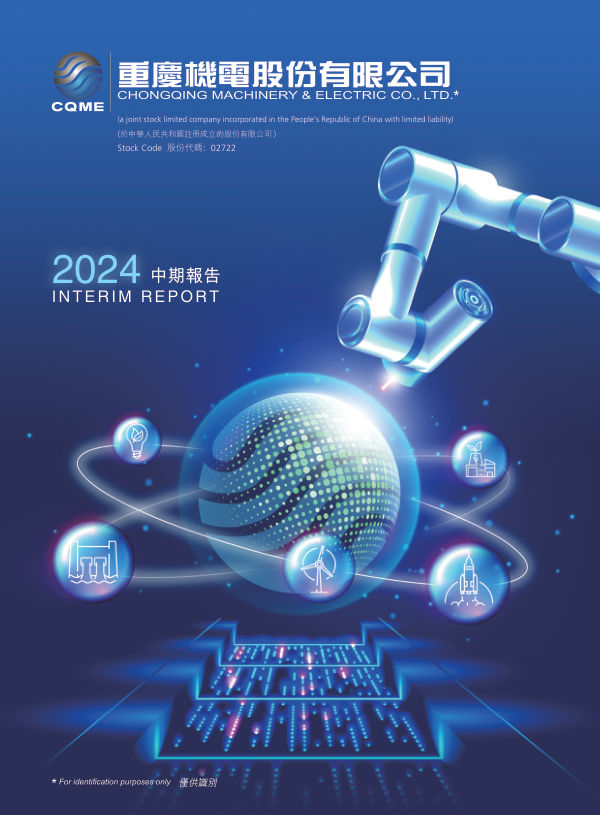 重慶機電股份有限公司
CHONGQING MACHINERY & ELECTRIC CO., LTD.*
CQME
(a joint stock limited company incorporated in the People's Republic of China with limited liability)
(於中華人民共和國註冊成立的股份有限公司)
Stock Code 股份代碼: 02722
2024 中期報告
INTERIM REPORT
* For identification purposes only 僅供識別